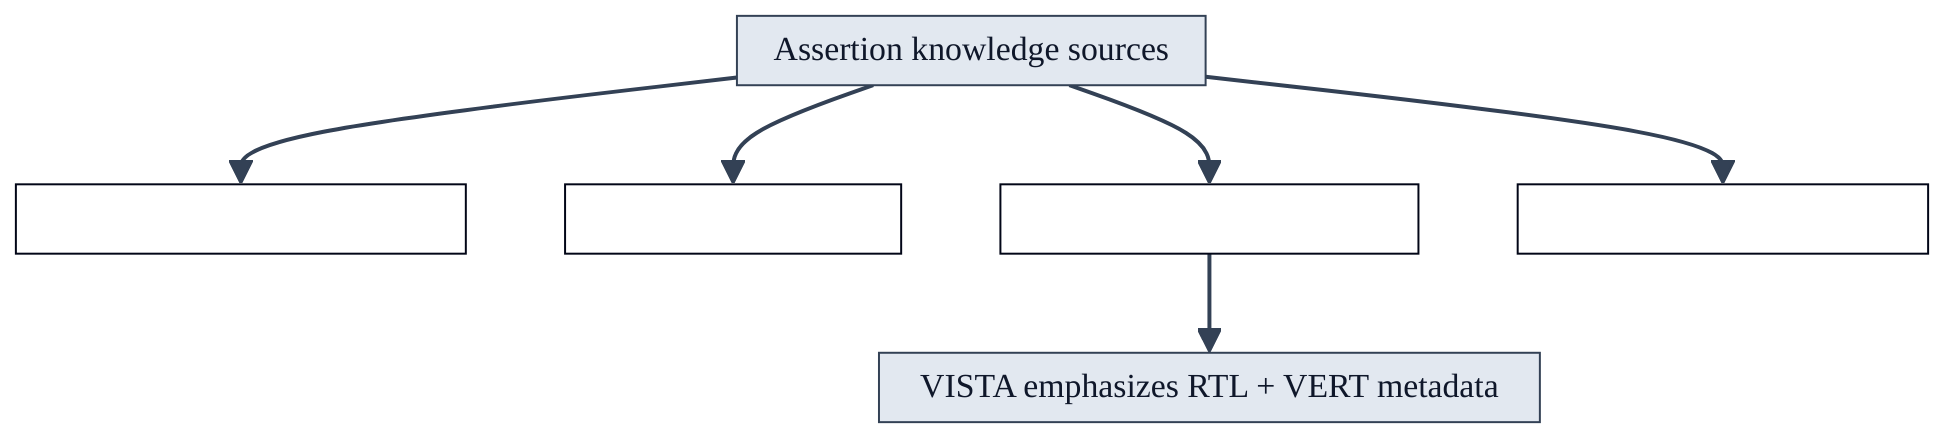 Assertion knowledge sources
VISTA emphasizes RTL + VERT metadata